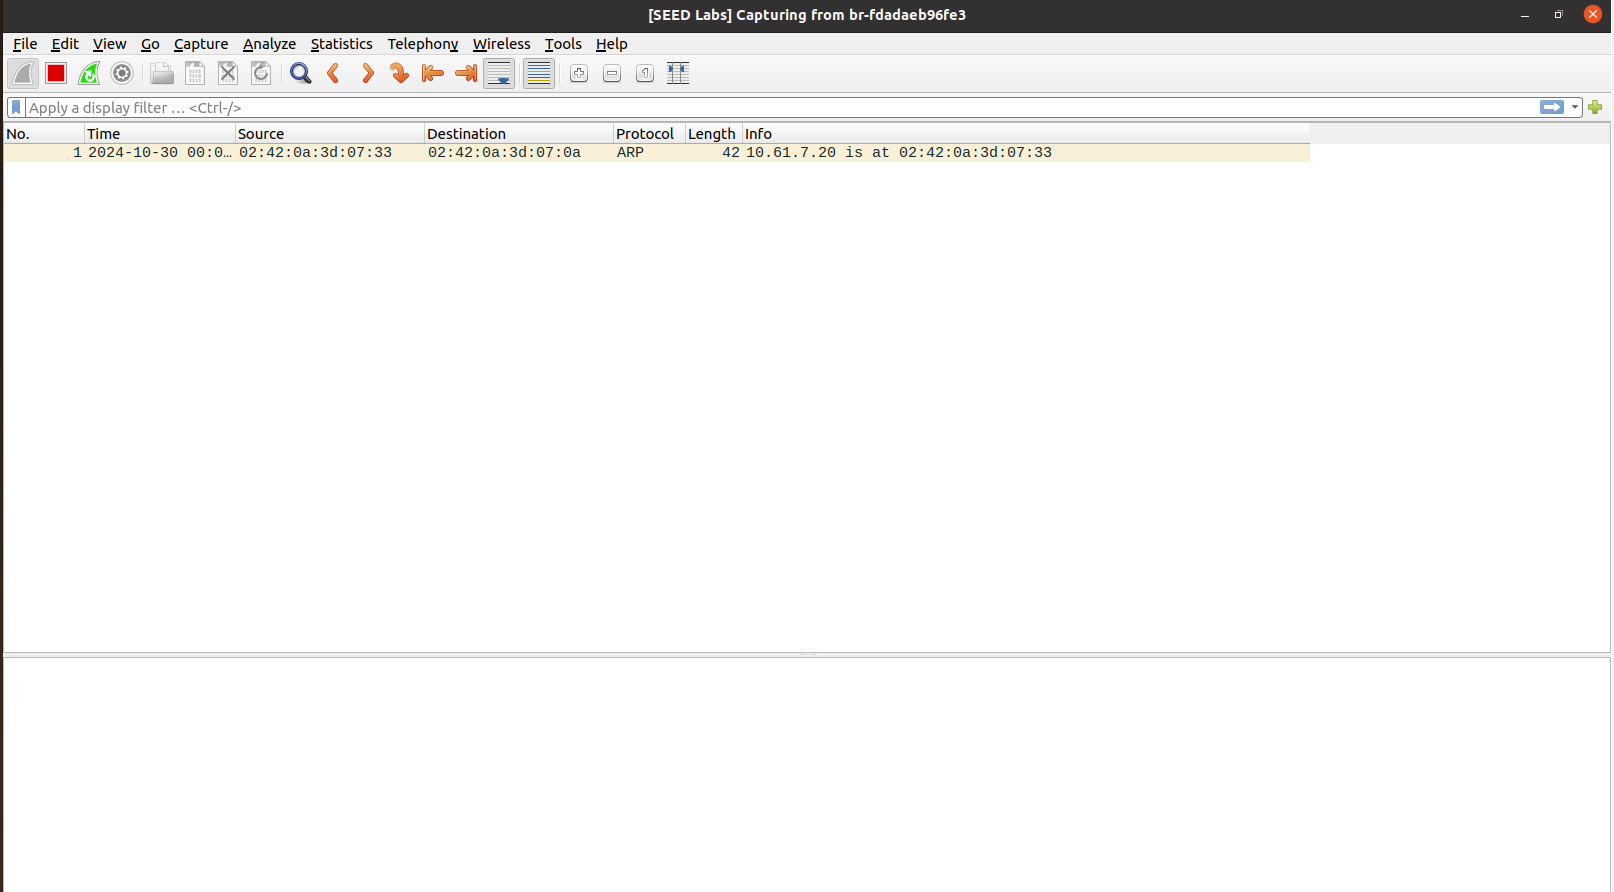 [SEED Labs] Capturing from br-fdadaeb96fe3
File Edit View Go Capture Analyze Statistics Telephony Wireless Tools Help
Apply a display filter … <Ctrl-/>
No. Time Source Destination Protocol Length Info
1 2024-10-30 00:0… 02:42:0a:3d:07:33 02:42:0a:3d:07:0a ARP 42 10.61.7.20 is at 02:42:0a:3d:07:33